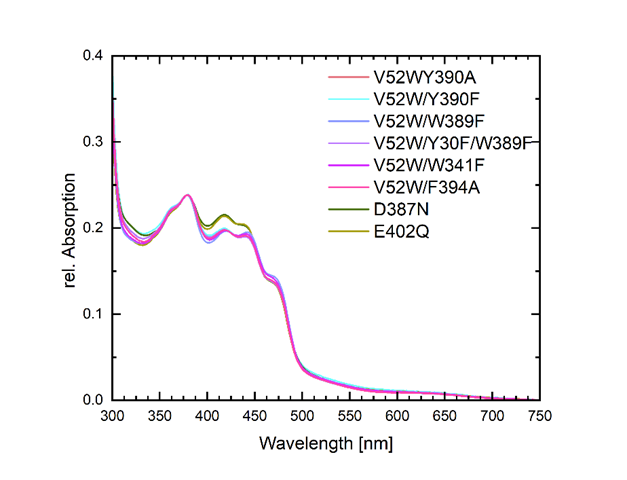 0.4
0.3
0.2
0.1
0.0
rel. Absorption
V52WY390A
V52W/Y390F
V52W/W389F
V52W/Y30F/W389F
V52W/W341F
V52W/F394A
D387N
E402Q
300 350 400 450 500 550 600 650 700 750
Wavelength [nm]